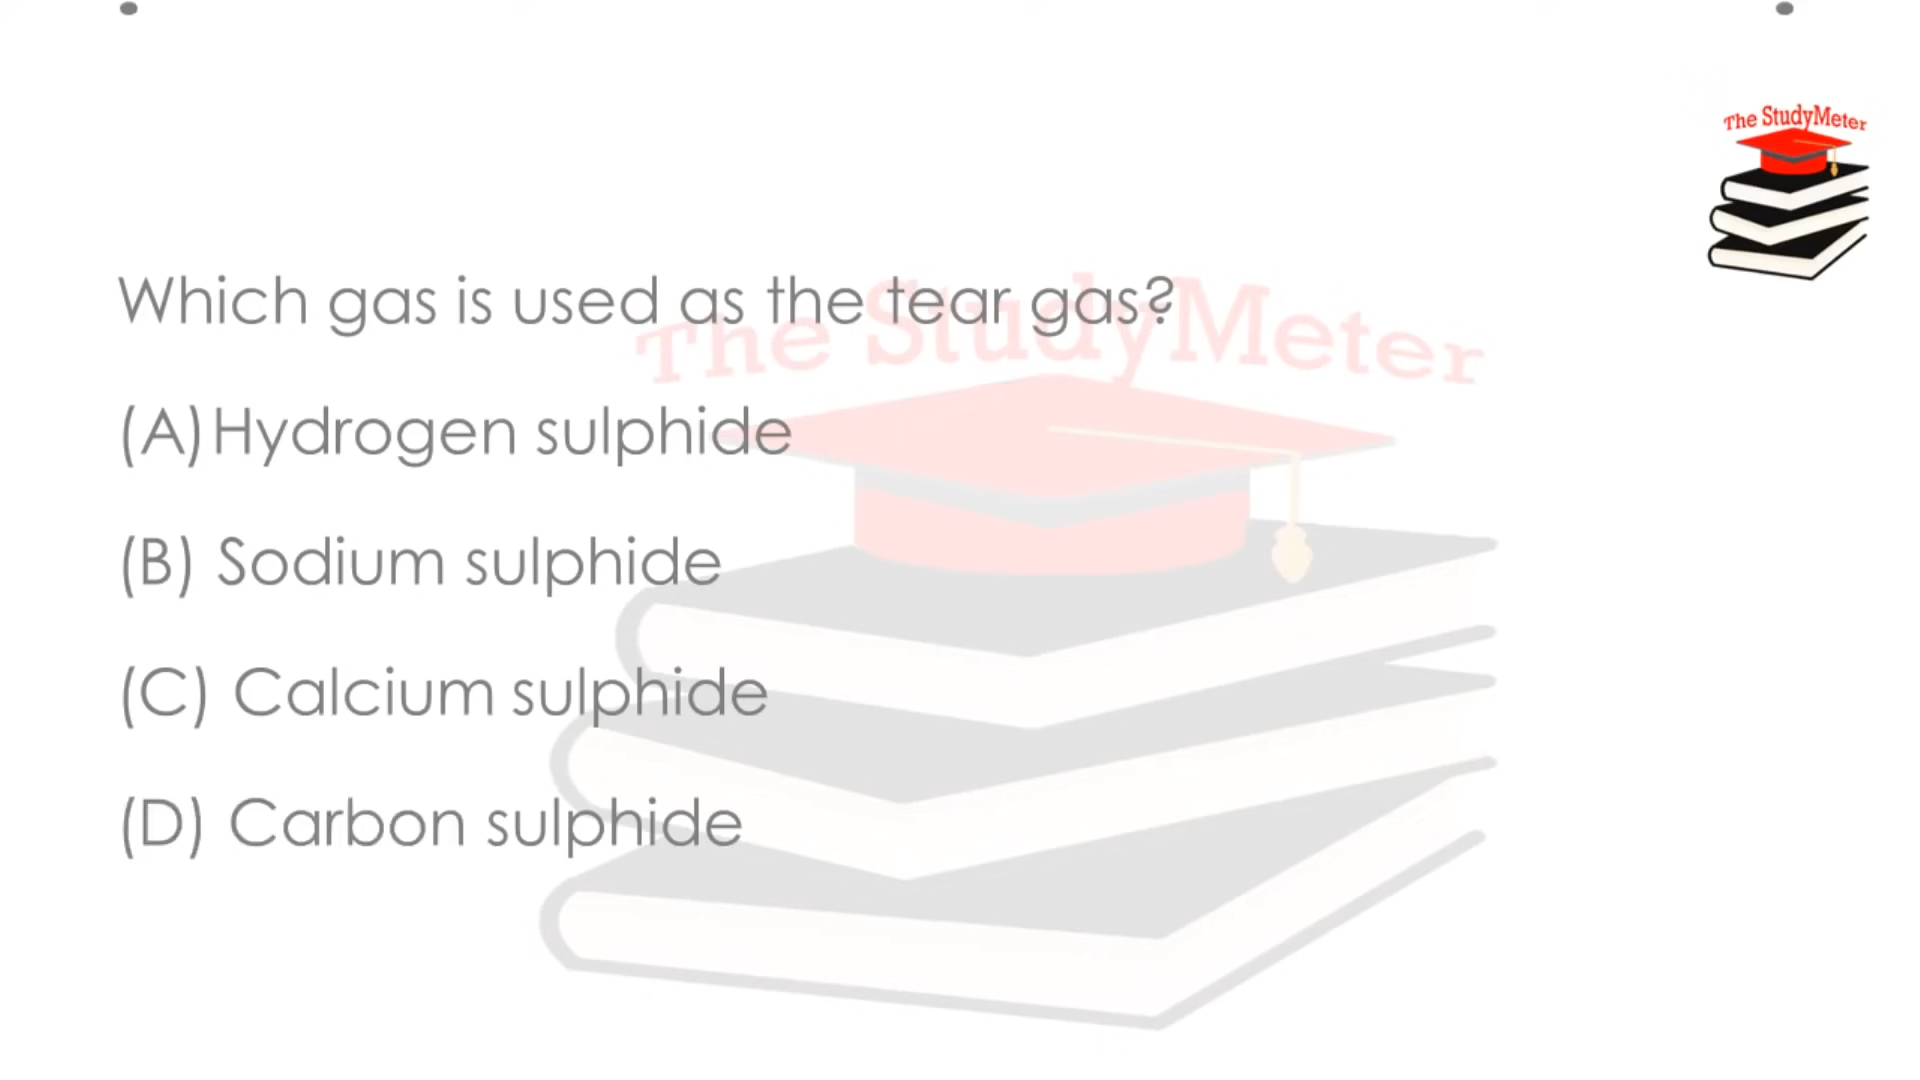 The StudyMeter
Which gas is used as the tear gas?
The StudyMeter
(A) Hydrogen sulphide
(B) Sodium sulphide
(C) Calcium sulphide
(D) Carbon sulphide